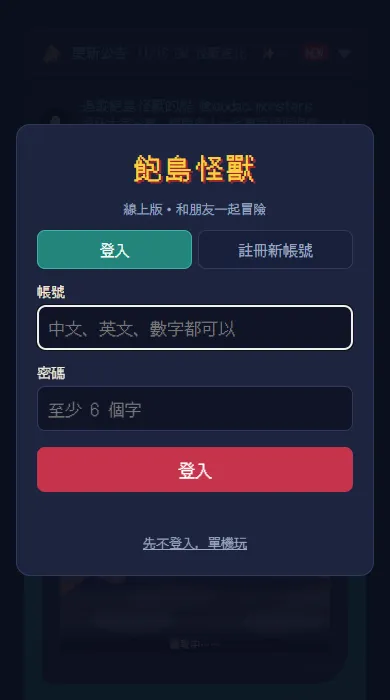 飽島怪獸
線上版・和朋友一起冒險
登入 註冊新帳號
帳號
中文、英文、數字都可以
密碼
至少 6 個字
登入
先不登入，單機玩